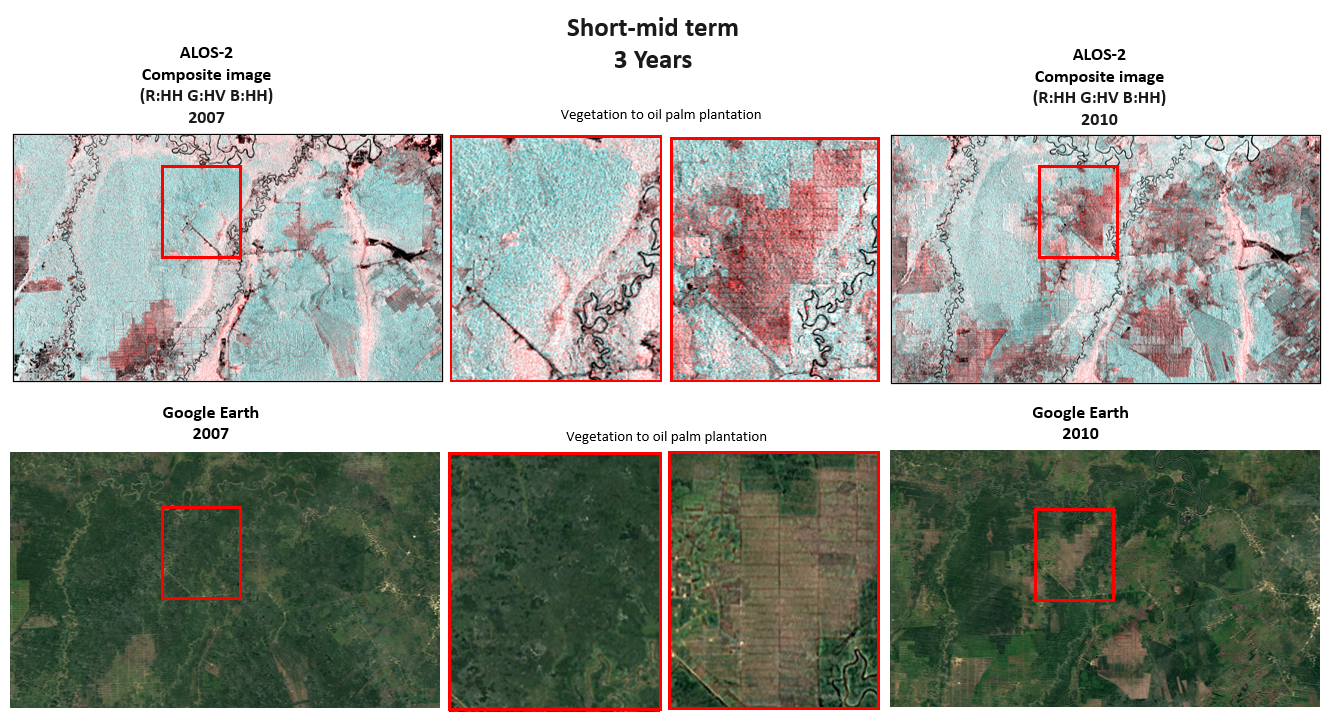 Short-mid term
3 Years
ALOS-2
Composite image
(R:HH G:HV B:HH)
2007
Vegetation to oil palm plantation
ALOS-2
Composite image
(R:HH G:HV B:HH)
2010
Google Earth
2007
Vegetation to oil palm plantation
Google Earth
2010